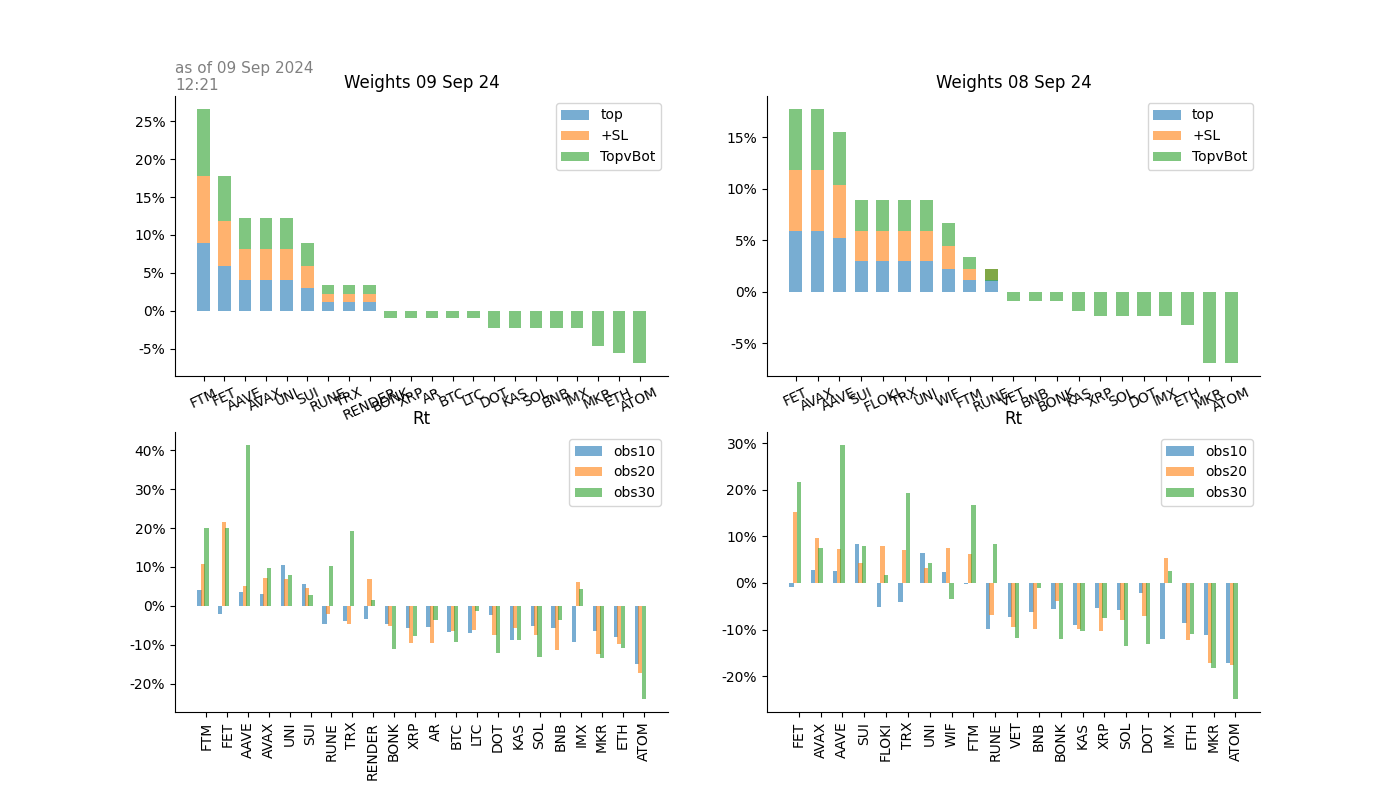 as of 09 Sep 2024
12:21
Weights 09 Sep 24
25%
20%
15%
10%
5%
0%
-5%
top
+SL
TopvBot
FTM FET AAVE AVAX UNI SUI RUNE TRX RENDER BONK XRP AR BTC LTC DOT KAS SOL BNB IMX MKR ETH ATOM
Weights 08 Sep 24
15%
10%
5%
0%
-5%
top
+SL
TopvBot
FET AVAX AAVE SUI FLOKI TRX UNI WIF FTM RUNE VET BNB BONK KAS XRP SOL DOT IMX ETH MKR ATOM
Rt
40%
30%
20%
10%
0%
-10%
-20%
obs10
obs20
obs30
FTM FET AAVE AVAX UNI SUI RUNE TRX RENDER BONK XRP AR BTC LTC DOT KAS SOL BNB IMX MKR ETH ATOM
Rt
30%
20%
10%
0%
-10%
-20%
obs10
obs20
obs30
FET AVAX AAVE SUI FLOKI TRX UNI WIF FTM RUNE VET BNB BONK KAS XRP SOL DOT IMX ETH MKR ATOM